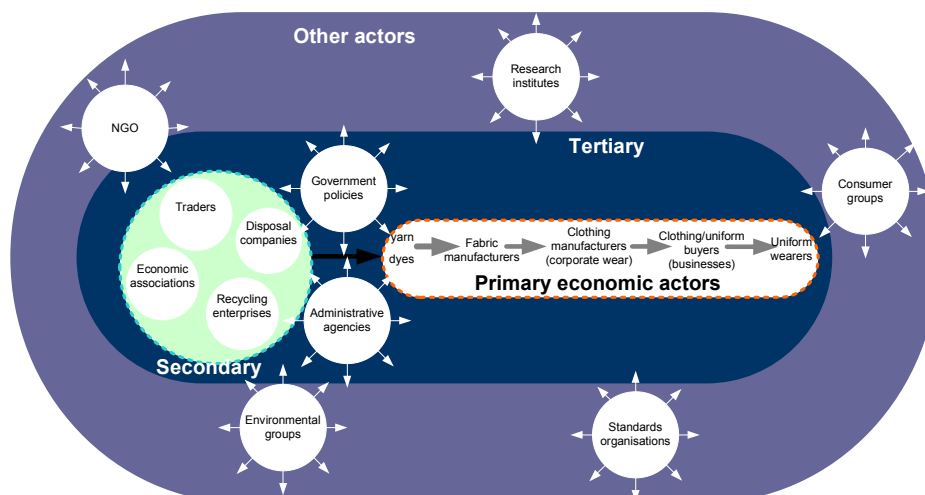 Other actors
Research
institutes
NGO
Tertiary
Government
policies
Consumer
groups
Traders
Disposal
companies
Economic
associations
Recycling
enterprises
Administrative
agencies
Secondary
yarn
dyes
Fabric
manufacturers
Clothing
manufacturers
(corporate wear)
Clothing/uniform
buyers
(businesses)
Uniform
wearers
Primary economic actors
Environmental
groups
Standards
organisations